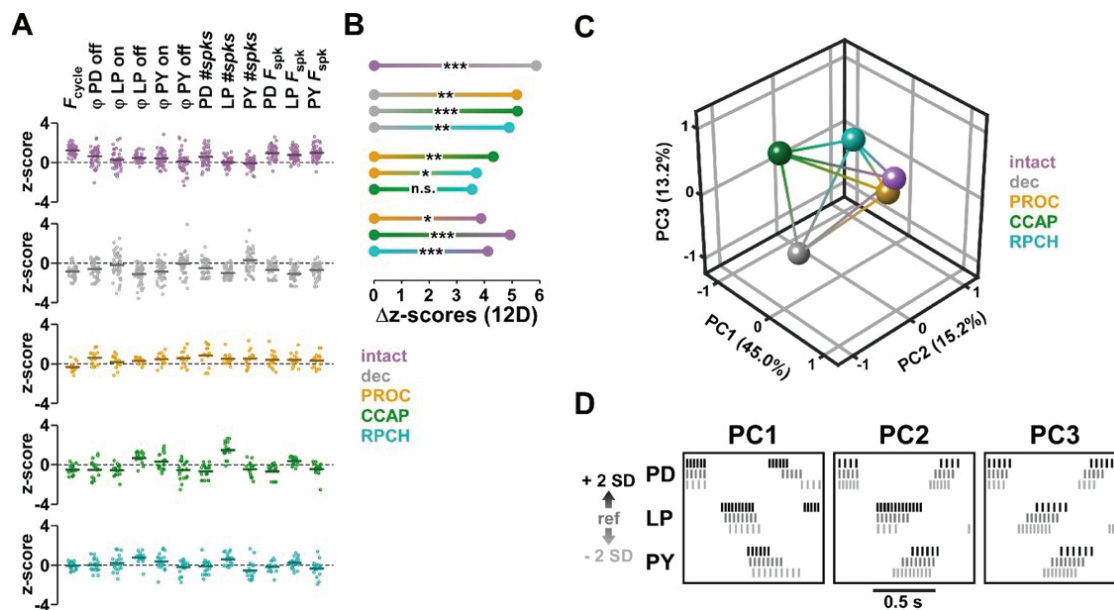 A
F cycle
φ PD off
φ LP on
φ LP off
φ PY on
φ PY off
PD #spks
LP #spks
PY #spks
PD F spk
LP F spk
PY F spk
4
0
-4
z-score
4
0
-4
z-score
4
0
-4
z-score
4
0
-4
z-score
4
0
-4
z-score
B
***
**
***
**
**
*
n.s.
*
***
***
0 1 2 3 4 5 6
Δz-scores (12D)
intact
dec
PROC
CCAP
RPCH
C
1
0
-1
PC3 (13.2%)
-1
0
1
PC1 (45.0%)
-1
0
1
PC2 (15.2%)
intact
dec
PROC
CCAP
RPCH
D
PC1 PC2 PC3
+ 2 SD
ref
- 2 SD
PD
LP
PY
0.5 s